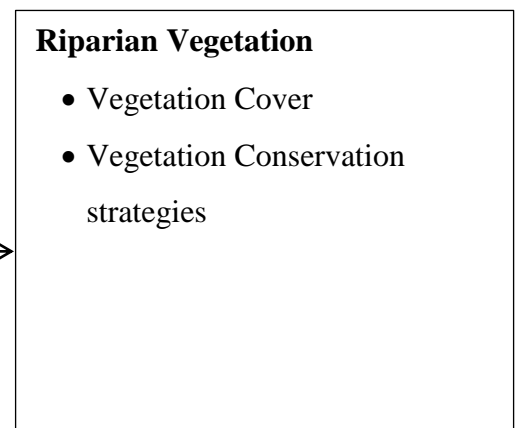 Riparian Vegetation
• Vegetation Cover
• Vegetation Conservation
strategies